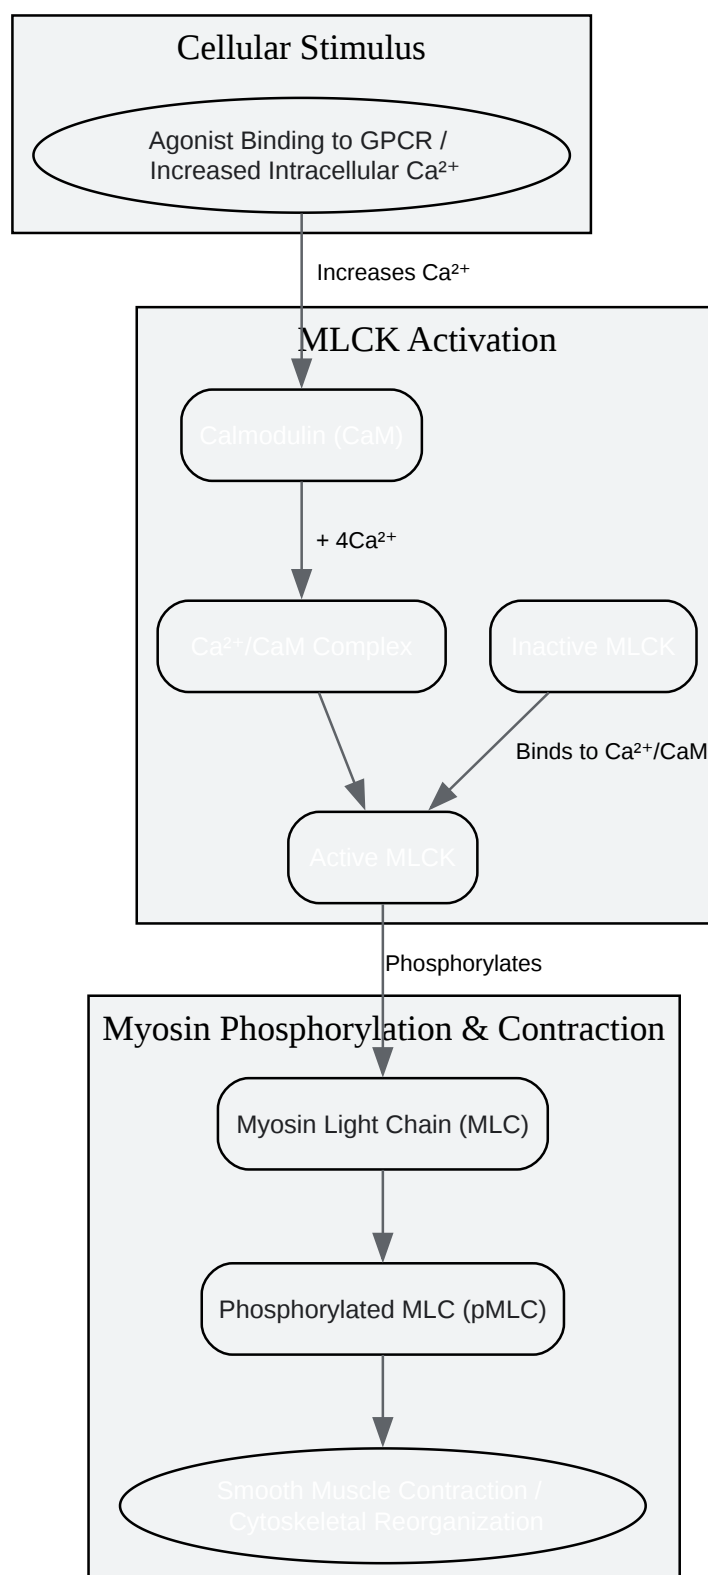 Cellular Stimulus
Agonist Binding to GPCR /
Increased Intracellular Ca²⁺
Increases Ca²⁺
MLCK Activation
Calmodulin (CaM)
+ 4Ca²⁺
Ca²⁺/CaM Complex
Inactive MLCK
Binds to Ca²⁺/CaM
Active MLCK
Phosphorylates
Myosin Phosphorylation & Contraction
Myosin Light Chain (MLC)
Phosphorylated MLC (pMLC)
Smooth Muscle Contraction /
Cytoskeletal Reorganization